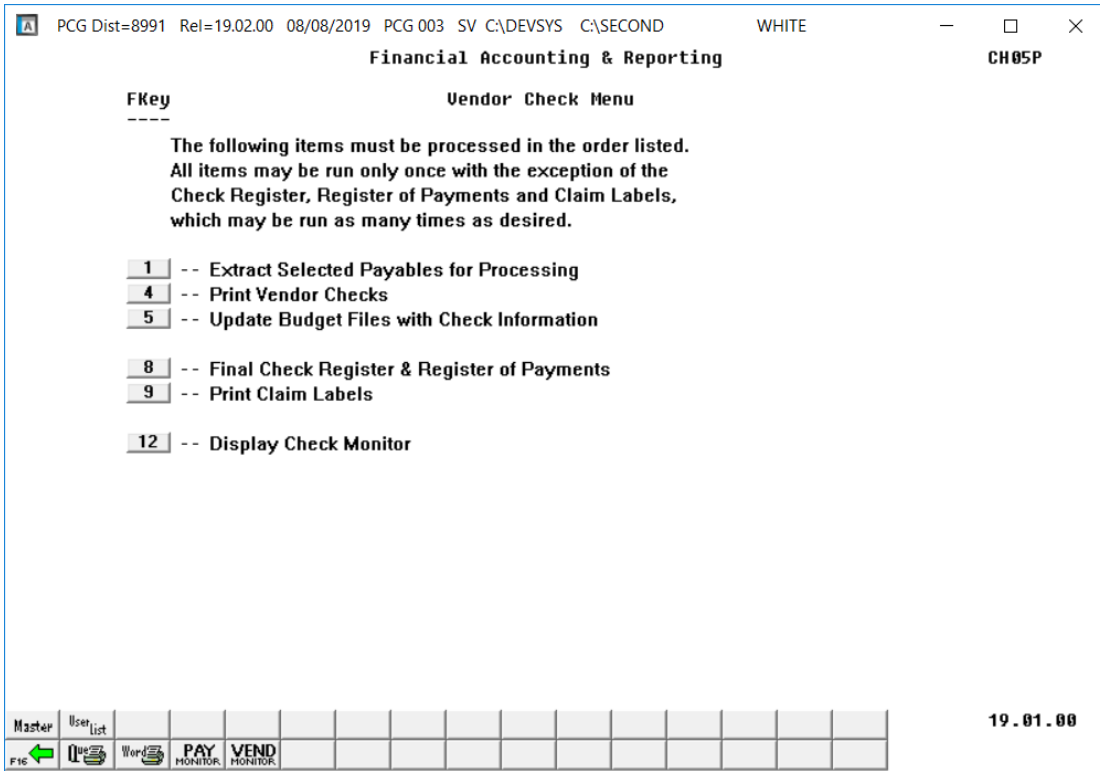 A PCG Dist=8991 Rel=19.02.00 08/08/2019 PCG 003 SV C:\DEVSYS C:\SECOND WHITE
Financial Accounting & Reporting CH05P
FKey Vendor Check Menu
----
The following items must be processed in the order listed.
All items may be run only once with the exception of the
Check Register, Register of Payments and Claim Labels,
which may be run as many times as desired.
1 -- Extract Selected Payables for Processing
4 -- Print Vendor Checks
5 -- Update Budget Files with Check Information
8 -- Final Check Register & Register of Payments
9 -- Print Claim Labels
12 -- Display Check Monitor
Master User List 19.01.00
F16 Que Word PAY MONITOR VEND MONITOR